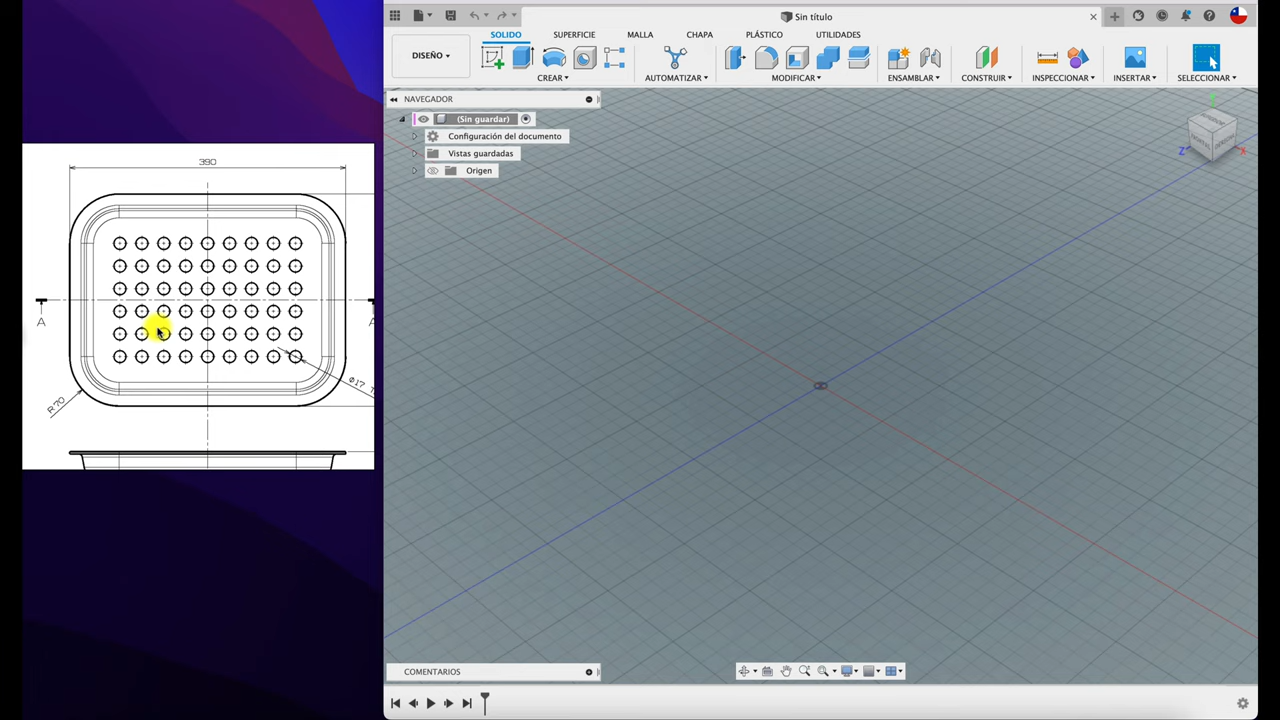 Sin título
SOLIDO
SUPERFICIE
MALLA
CHAPA
PLÁSTICO
UTILIDADES
DISEÑO
CREAR
AUTOMATIZAR
MODIFICAR
ENSAMBLAR
CONSTRUIR
INSPECCIONAR
INSERTAR
SELECCIONAR
NAVEGADOR
(Sin guardar)
Configuración del documento
Vistas guardadas
Origen
Z
X
390
A
A
R70
Ø17
COMENTARIOS